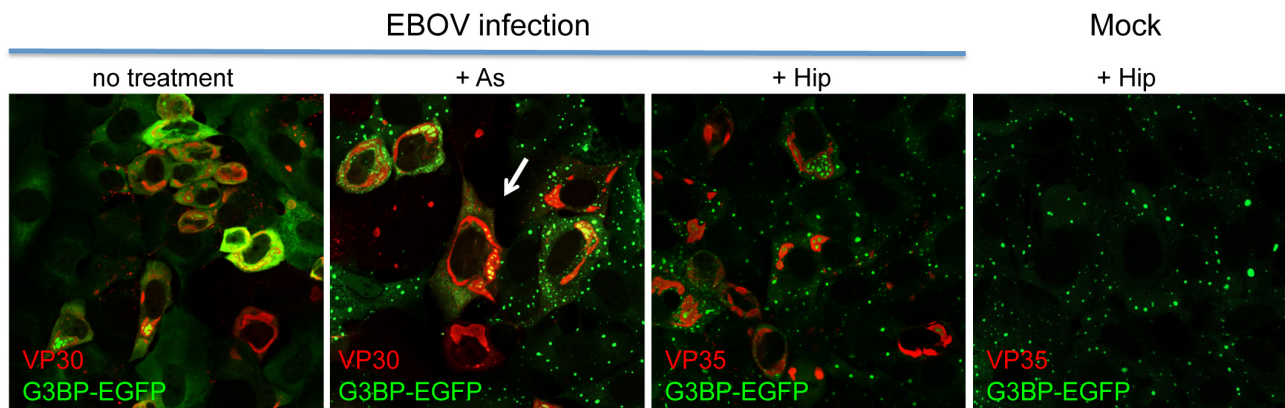 EBOV infection
Mock
no treatment
+ As
+ Hip
+ Hip
VP30
G3BP-EGFP
VP30
G3BP-EGFP
VP35
G3BP-EGFP
VP35
G3BP-EGFP